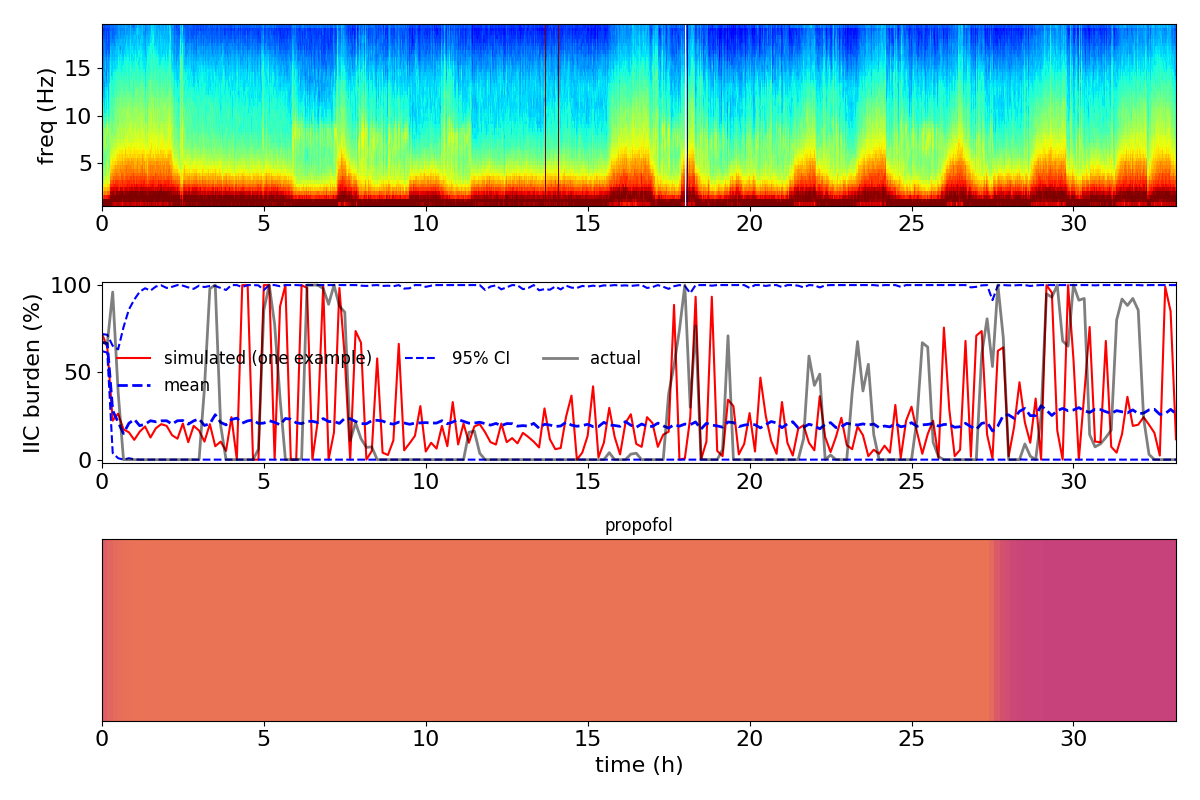 freq (Hz)
15
10
5
0 5 10 15 20 25 30
IIC burden (%)
100
50
0
simulated (one example) 95% CI actual
mean
0 5 10 15 20 25 30
propofol
0 5 10 15 20 25 30
time (h)